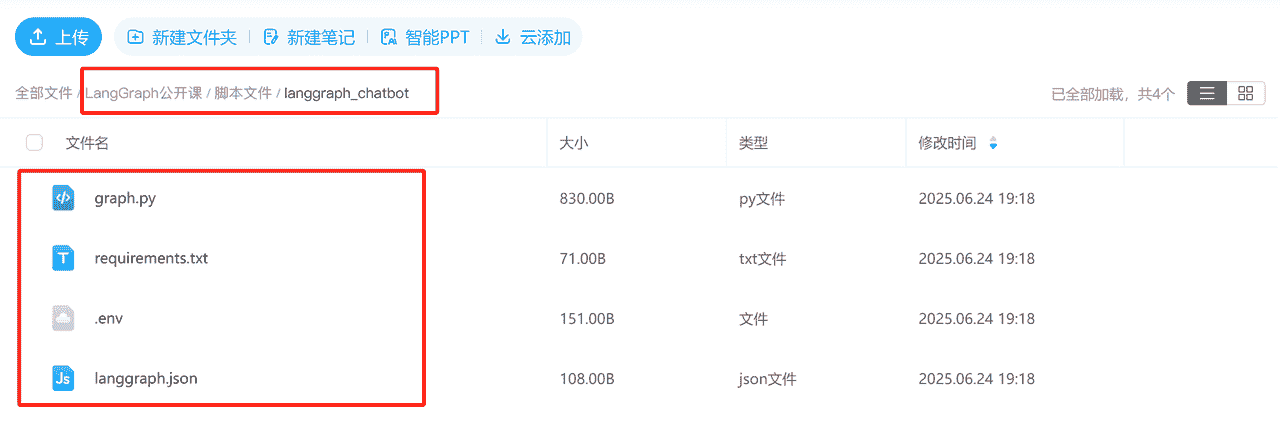 上传 新建文件夹 新建笔记 智能PPT 云添加
全部文件 / LangGraph公开课 / 脚本文件 / langgraph_chatbot 已全部加载，共4个
文件名 大小 类型 修改时间
graph.py 830.00B py文件 2025.06.24 19:18
requirements.txt 71.00B txt文件 2025.06.24 19:18
.env 151.00B 文件 2025.06.24 19:18
langgraph.json 108.00B json文件 2025.06.24 19:18